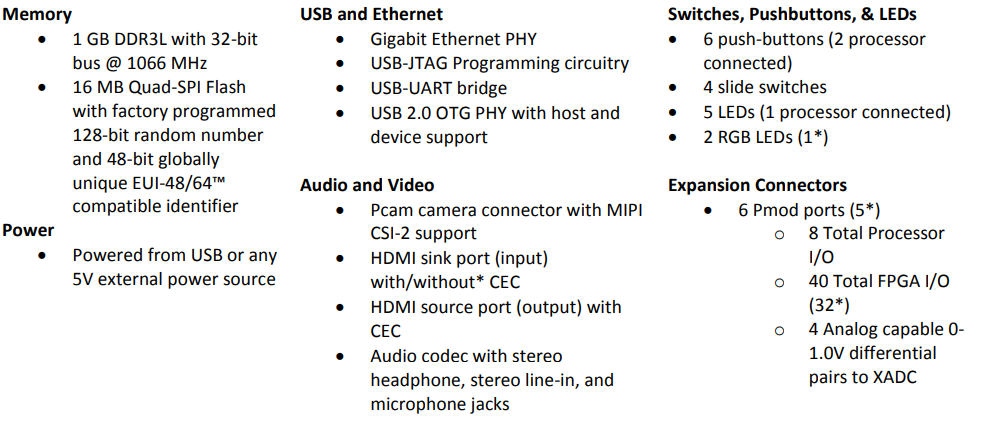 Memory
• 1 GB DDR3L with 32-bit
bus @ 1066 MHz
• 16 MB Quad-SPI Flash
with factory programmed
128-bit random number
and 48-bit globally
unique EUI-48/64™
compatible identifier
Power
• Powered from USB or any
5V external power source
USB and Ethernet
• Gigabit Ethernet PHY
• USB-JTAG Programming circuitry
• USB-UART bridge
• USB 2.0 OTG PHY with host and
device support
Audio and Video
• Pcam camera connector with MIPI
CSI-2 support
• HDMI sink port (input)
with/without* CEC
• HDMI source port (output) with
CEC
• Audio codec with stereo
headphone, stereo line-in, and
microphone jacks
Switches, Pushbuttons, & LEDs
• 6 push-buttons (2 processor
connected)
• 4 slide switches
• 5 LEDs (1 processor connected)
• 2 RGB LEDs (1*)
Expansion Connectors
• 6 Pmod ports (5*)
o 8 Total Processor
I/O
o 40 Total FPGA I/O
(32*)
o 4 Analog capable 0-
1.0V differential
pairs to XADC